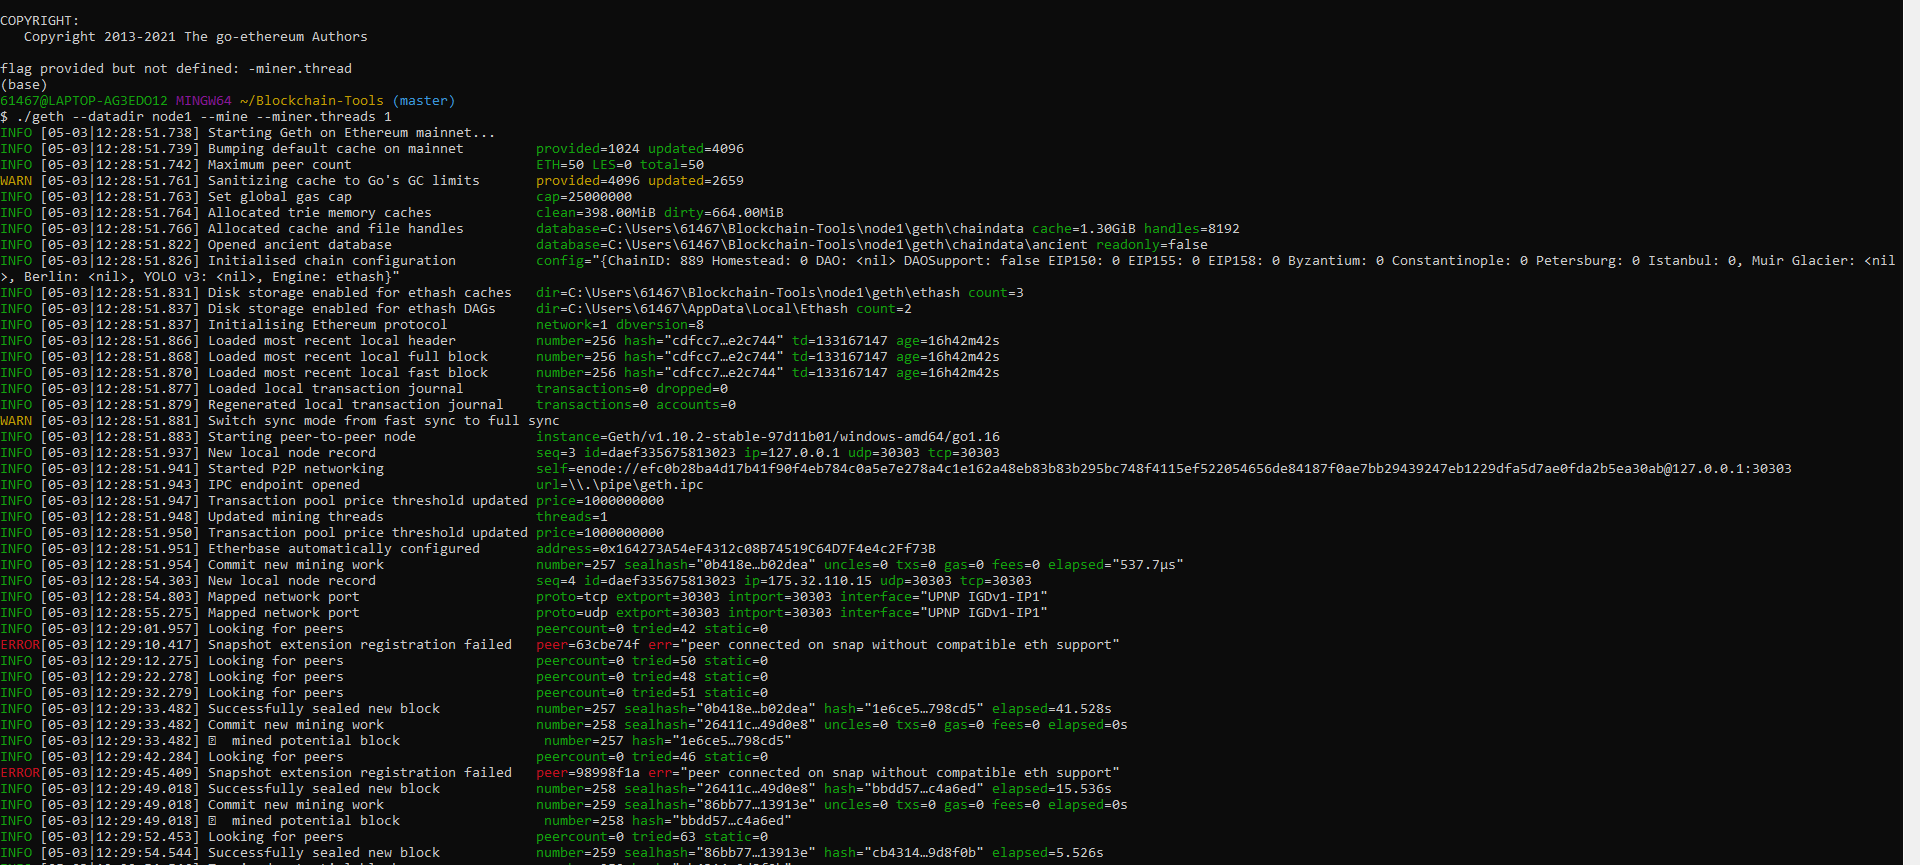 COPYRIGHT:
Copyright 2013-2021 The go-ethereum Authors
flag provided but not defined: -miner.thread
(base)
61467@LAPTOP-AG3EDO12 MINGW64 ~/Blockchain-Tools (master)
$ ./geth --datadir node1 --mine --miner.threads 1
INFO [05-03|12:28:51.738] Starting Geth on Ethereum mainnet...
INFO [05-03|12:28:51.739] Bumping default cache on mainnet provided=1024 updated=4096
INFO [05-03|12:28:51.742] Maximum peer count ETH=50 LES=0 total=50
WARN [05-03|12:28:51.761] Sanitizing cache to Go's GC limits provided=4096 updated=2659
INFO [05-03|12:28:51.763] Set global gas cap cap=25000000
INFO [05-03|12:28:51.764] Allocated trie memory caches clean=398.00MiB dirty=664.00MiB
INFO [05-03|12:28:51.766] Allocated cache and file handles database=C:\Users\61467\Blockchain-Tools\node1\geth\chaindata cache=1.30GiB handles=8192
INFO [05-03|12:28:51.822] Opened ancient database database=C:\Users\61467\Blockchain-Tools\node1\geth\chaindata\ancient readonly=false
INFO [05-03|12:28:51.826] Initialised chain configuration config="{ChainID: 889 Homestead: 0 DAO: <nil> DAOSupport: false EIP150: 0 EIP155: 0 EIP158: 0 Byzantium: 0 Constantinople: 0 Petersburg: 0 Istanbul: 0, Muir Glacier: <nil
>, Berlin: <nil>, YOLO v3: <nil>, Engine: ethash}"
INFO [05-03|12:28:51.831] Disk storage enabled for ethash caches dir=C:\Users\61467\Blockchain-Tools\node1\geth\ethash count=3
INFO [05-03|12:28:51.837] Disk storage enabled for ethash DAGs dir=C:\Users\61467\AppData\Local\Ethash count=2
INFO [05-03|12:28:51.837] Initialising Ethereum protocol network=1 dbversion=8
INFO [05-03|12:28:51.866] Loaded most recent local header number=256 hash="cdfcc7…e2c744" td=133167147 age=16h42m42s
INFO [05-03|12:28:51.868] Loaded most recent local full block number=256 hash="cdfcc7…e2c744" td=133167147 age=16h42m42s
INFO [05-03|12:28:51.870] Loaded most recent local fast block number=256 hash="cdfcc7…e2c744" td=133167147 age=16h42m42s
INFO [05-03|12:28:51.877] Loaded local transaction journal transactions=0 dropped=0
INFO [05-03|12:28:51.879] Regenerated local transaction journal transactions=0 accounts=0
WARN [05-03|12:28:51.881] Switch sync mode from fast sync to full sync
INFO [05-03|12:28:51.883] Starting peer-to-peer node instance=Geth/v1.10.2-stable-97d11b01/windows-amd64/go1.16
INFO [05-03|12:28:51.937] New local node record seq=3 id=daef335675813023 ip=127.0.0.1 udp=30303 tcp=30303
INFO [05-03|12:28:51.941] Started P2P networking self=enode://efc0b28ba4d17b41f90f4eb784c0a5e7e278a4c1e162a48eb83b83b295bc748f4115ef522054656de84187f0ae7bb29439247eb1229dfa5d7ae0fda2b5ea30ab@127.0.0.1:30303
INFO [05-03|12:28:51.943] IPC endpoint opened url=\\.\pipe\geth.ipc
INFO [05-03|12:28:51.947] Transaction pool price threshold updated price=1000000000
INFO [05-03|12:28:51.948] Updated mining threads threads=1
INFO [05-03|12:28:51.950] Transaction pool price threshold updated price=1000000000
INFO [05-03|12:28:51.951] Etherbase automatically configured address=0x164273A54eF4312c08B74519C64D7F4e4c2Ff73B
INFO [05-03|12:28:51.954] Commit new mining work number=257 sealhash="0b418e…b02dea" uncles=0 txs=0 gas=0 fees=0 elapsed="537.7µs"
INFO [05-03|12:28:54.303] New local node record seq=4 id=daef335675813023 ip=175.32.110.15 udp=30303 tcp=30303
INFO [05-03|12:28:54.803] Mapped network port proto=tcp extport=30303 intport=30303 interface="UPNP IGDv1-IP1"
INFO [05-03|12:28:55.275] Mapped network port proto=udp extport=30303 intport=30303 interface="UPNP IGDv1-IP1"
INFO [05-03|12:29:01.957] Looking for peers peercount=0 tried=42 static=0
ERROR[05-03|12:29:10.417] Snapshot extension registration failed peer=63cbe74f err="peer connected on snap without compatible eth support"
INFO [05-03|12:29:12.275] Looking for peers peercount=0 tried=50 static=0
INFO [05-03|12:29:22.278] Looking for peers peercount=0 tried=48 static=0
INFO [05-03|12:29:32.279] Looking for peers peercount=0 tried=51 static=0
INFO [05-03|12:29:33.482] Successfully sealed new block number=257 sealhash="0b418e…b02dea" hash="1e6ce5…798cd5" elapsed=41.528s
INFO [05-03|12:29:33.482] Commit new mining work number=258 sealhash="26411c…49d0e8" uncles=0 txs=0 gas=0 fees=0 elapsed=0s
INFO [05-03|12:29:33.482] mined potential block number=257 hash="1e6ce5…798cd5"
INFO [05-03|12:29:42.284] Looking for peers peercount=0 tried=46 static=0
ERROR[05-03|12:29:45.409] Snapshot extension registration failed peer=98998f1a err="peer connected on snap without compatible eth support"
INFO [05-03|12:29:49.018] Successfully sealed new block number=258 sealhash="26411c…49d0e8" hash="bbdd57…c4a6ed" elapsed=15.536s
INFO [05-03|12:29:49.018] Commit new mining work number=259 sealhash="86bb77…13913e" uncles=0 txs=0 gas=0 fees=0 elapsed=0s
INFO [05-03|12:29:49.018] mined potential block number=258 hash="bbdd57…c4a6ed"
INFO [05-03|12:29:52.453] Looking for peers peercount=0 tried=63 static=0
INFO [05-03|12:29:54.544] Successfully sealed new block number=259 sealhash="86bb77…13913e" hash="cb4314…9d8f0b" elapsed=5.526s